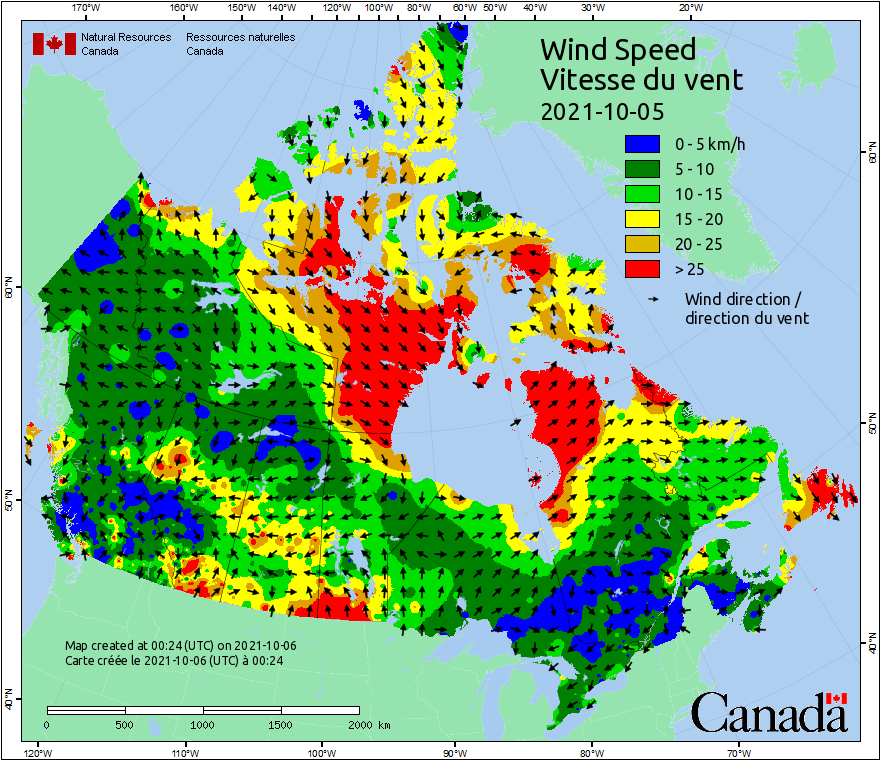 170°W 160°W 150°W 140°W 130°W 120°W 110°W 100°W 90°W 80°W 60°W 50°W 40°W 30°W 20°W
Natural Resources Canada
Ressources naturelles Canada
Wind Speed
Vitesse du vent
2021-10-05
0 - 5 km/h
5 - 10
10 - 15
15 - 20
20 - 25
> 25
Wind direction /
direction du vent
60°N
50°N
40°N
60°N
50°N
40°N
Map created at 00:24 (UTC) on 2021-10-06
Carte créée le 2021-10-06 (UTC) à 00:24
0 500 1000 1500 2000 km
Canada
120°W 110°W 100°W 90°W 80°W 70°W